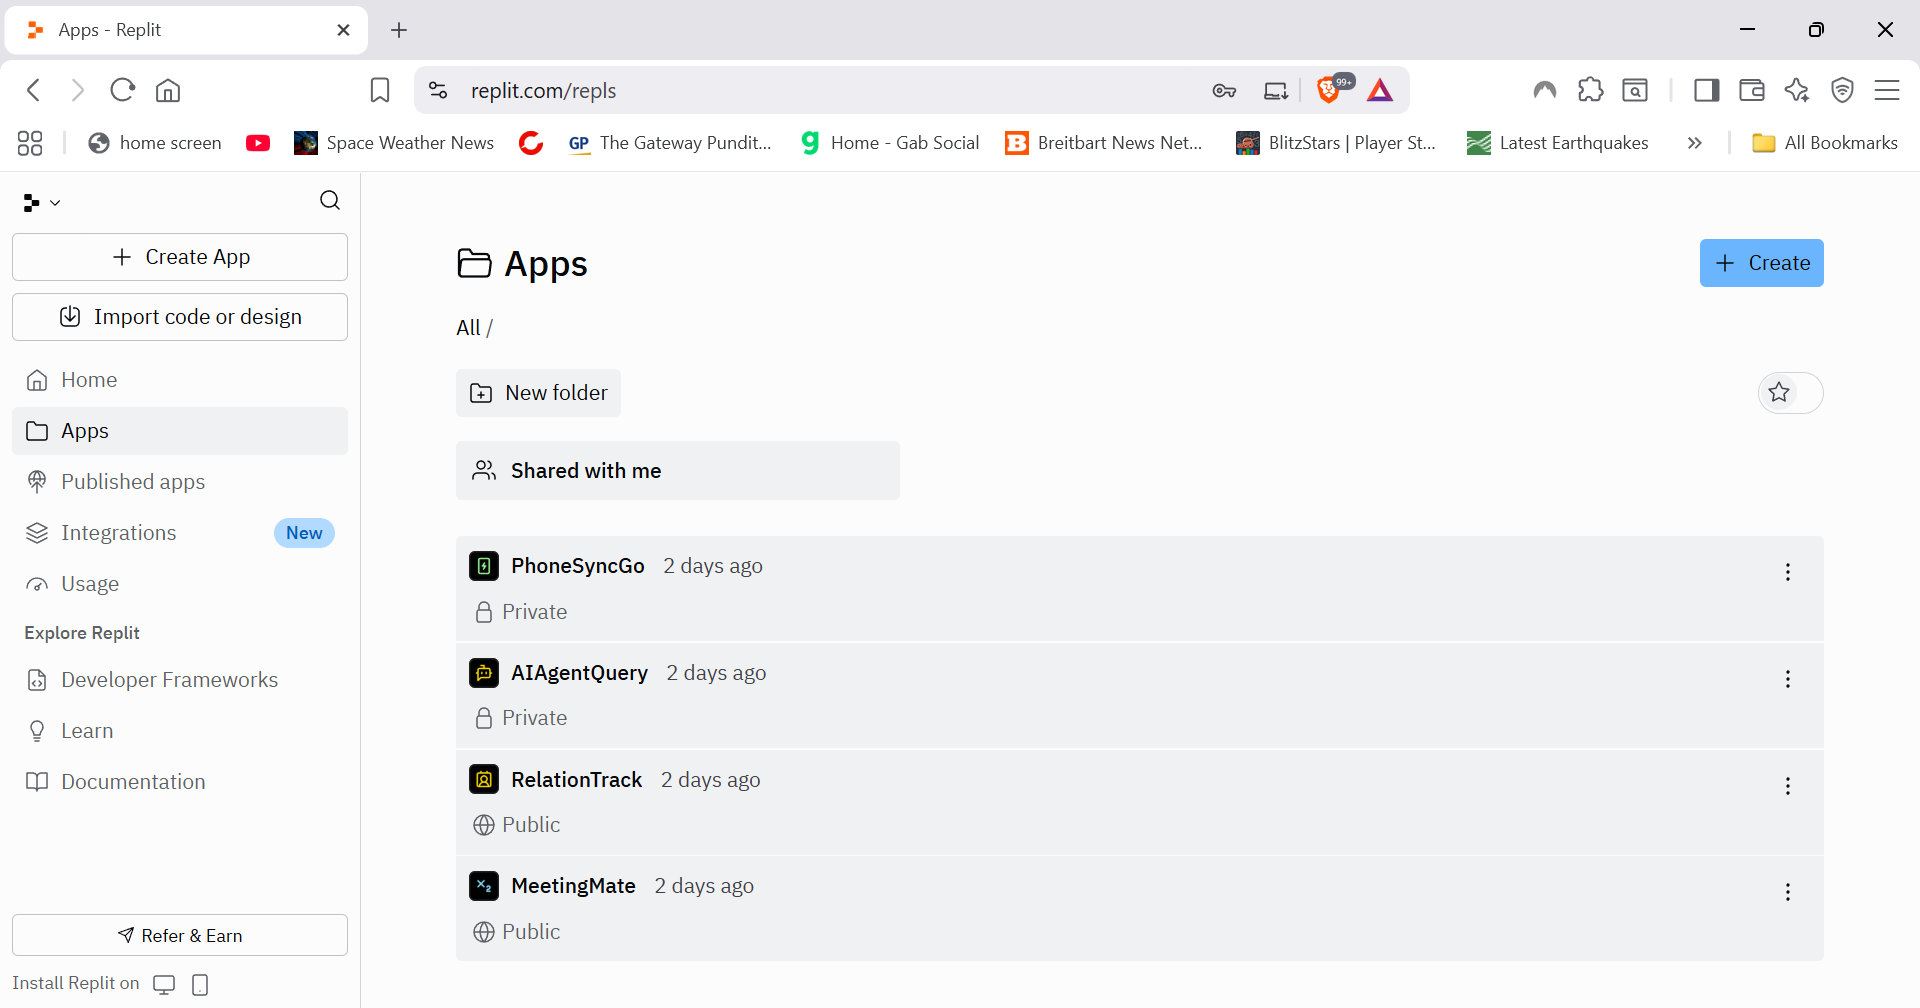 Apps - Replit
replit.com/repls
99+
home screen
Space Weather News
GP The Gateway Pundit...
g Home - Gab Social
B Breitbart News Net...
BlitzStars | Player St...
Latest Earthquakes
All Bookmarks
Create App
Import code or design
Home
Apps
Published apps
Integrations New
Usage
Explore Replit
Developer Frameworks
Learn
Documentation
Refer & Earn
Install Replit on
Apps
Create
All /
New folder
Shared with me
PhoneSyncGo 2 days ago
Private
AIAgentQuery 2 days ago
Private
RelationTrack 2 days ago
Public
x₂ MeetingMate 2 days ago
Public